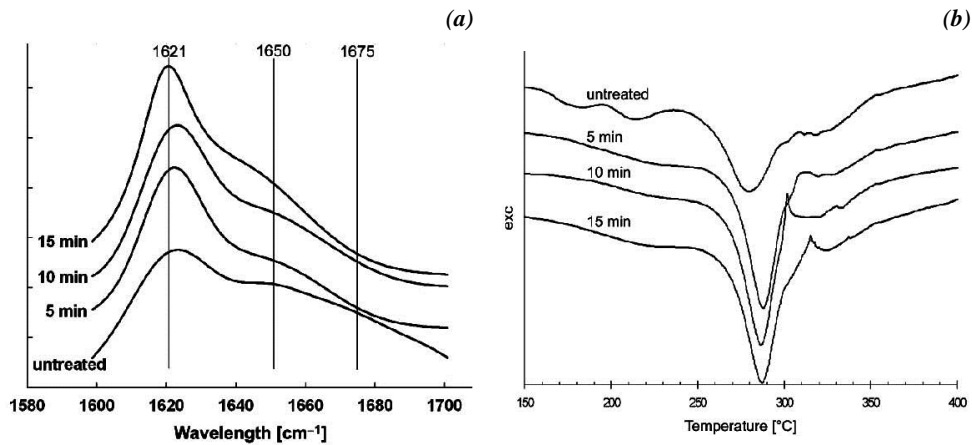 (a)
1621 1650 1675
15 min
10 min
5 min
untreated
1580 1600 1620 1640 1660 1680 1700
Wavelength [cm⁻¹]
(b)
untreated
5 min
10 min
15 min
exc
150 200 250 300 350 400
Temperature [°C]